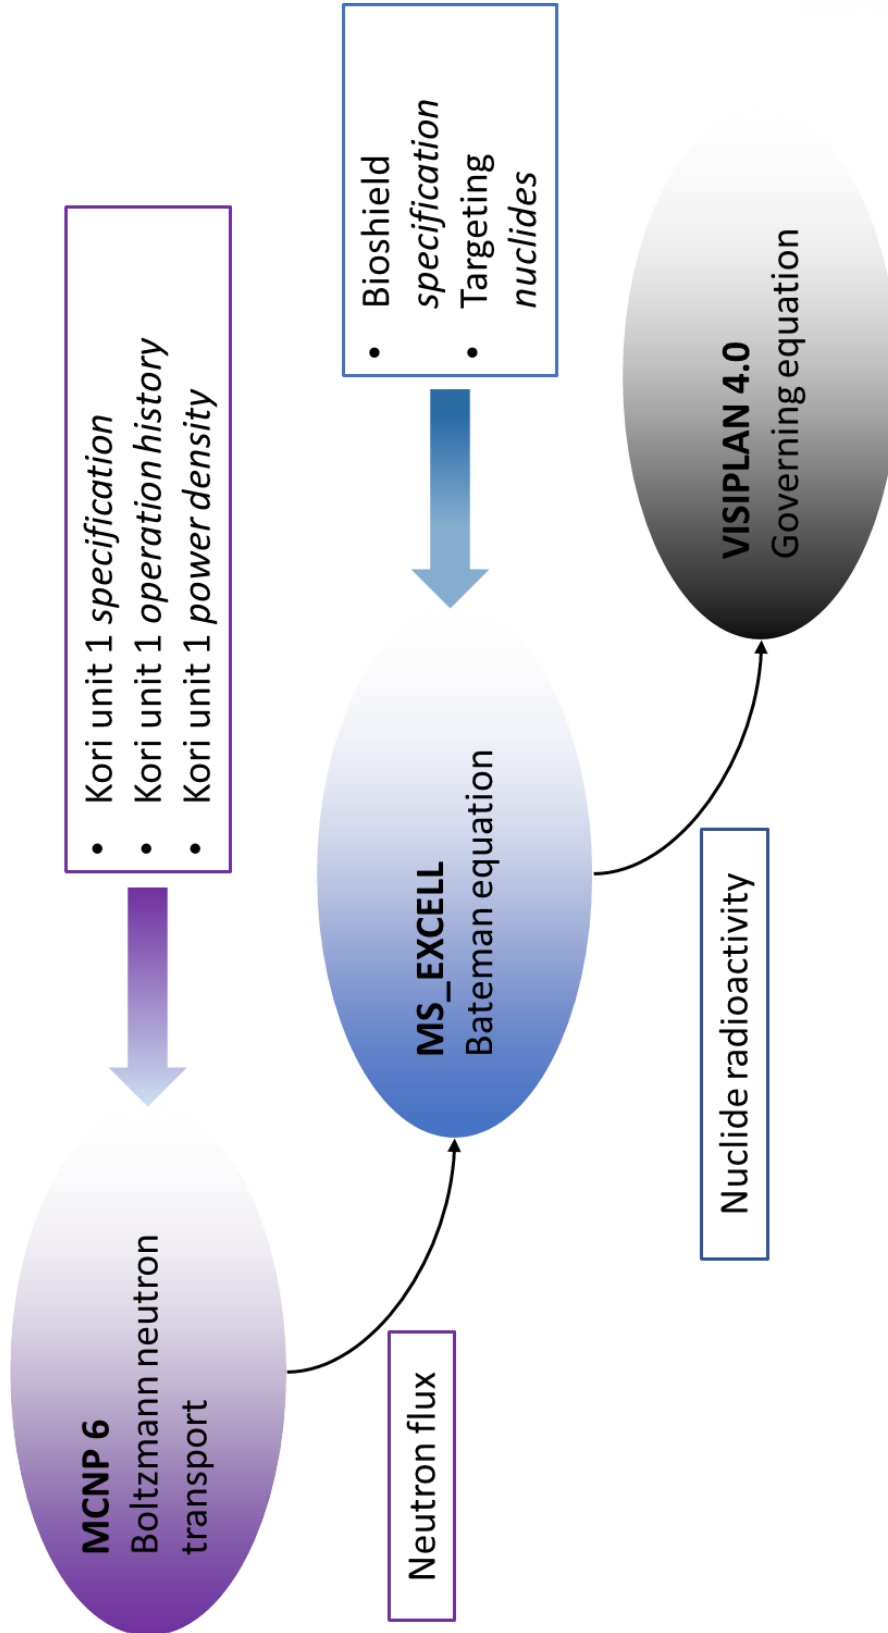 MCNP 6
Boltzmann neutron
transport
• Kori unit 1 specification
• Kori unit 1 operation history
• Kori unit 1 power density
Neutron flux
MS_EXCELL
Bateman equation
• Bioshield
specification
• Targeting
nuclides
Nuclide radioactivity
VISIPLAN 4.0
Governing equation